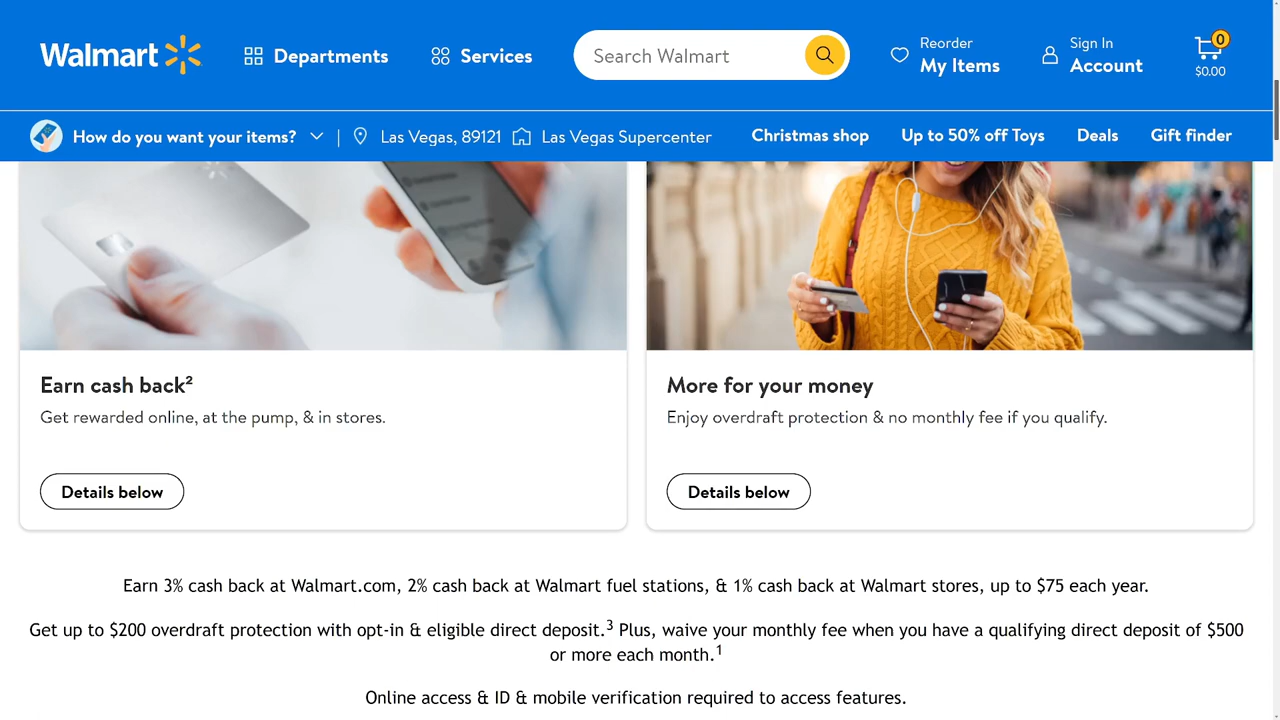 Walmart
Departments
Services
Search Walmart
Reorder
My Items
Sign In
Account
0
$0.00
How do you want your items?
Las Vegas, 89121
Las Vegas Supercenter
Christmas shop
Up to 50% off Toys
Deals
Gift finder
Earn cash back²
Get rewarded online, at the pump, & in stores.
Details below
More for your money
Enjoy overdraft protection & no monthly fee if you qualify.
Details below
Earn 3% cash back at Walmart.com, 2% cash back at Walmart fuel stations, & 1% cash back at Walmart stores, up to $75 each year.
Get up to $200 overdraft protection with opt-in & eligible direct deposit.³ Plus, waive your monthly fee when you have a qualifying direct deposit of $500
or more each month.¹
Online access & ID & mobile verification required to access features.